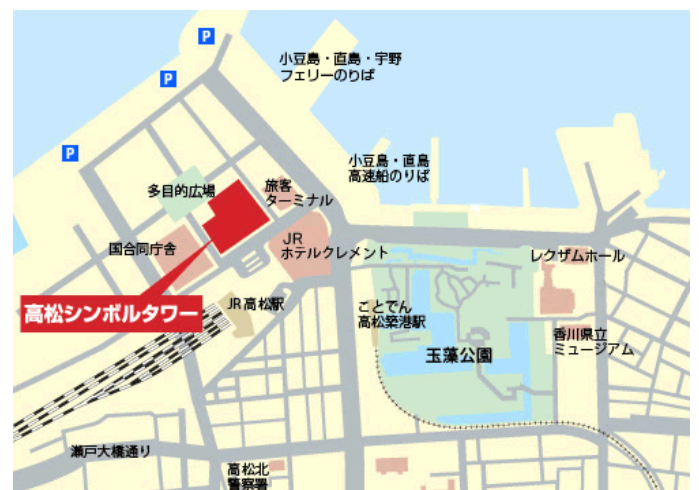 P
P
P
小豆島・直島・宇野
フェリーのりば
小豆島・直島
高速船のりば
多目的広場
旅客
ターミナル
国合同庁舎
JR
ホテルクレメント
レクザムホール
高松シンボルタワー
JR高松駅
ことでん
高松築港駅
玉藻公園
香川県立
ミュージアム
瀬戸大橋通り
高松北
警察署